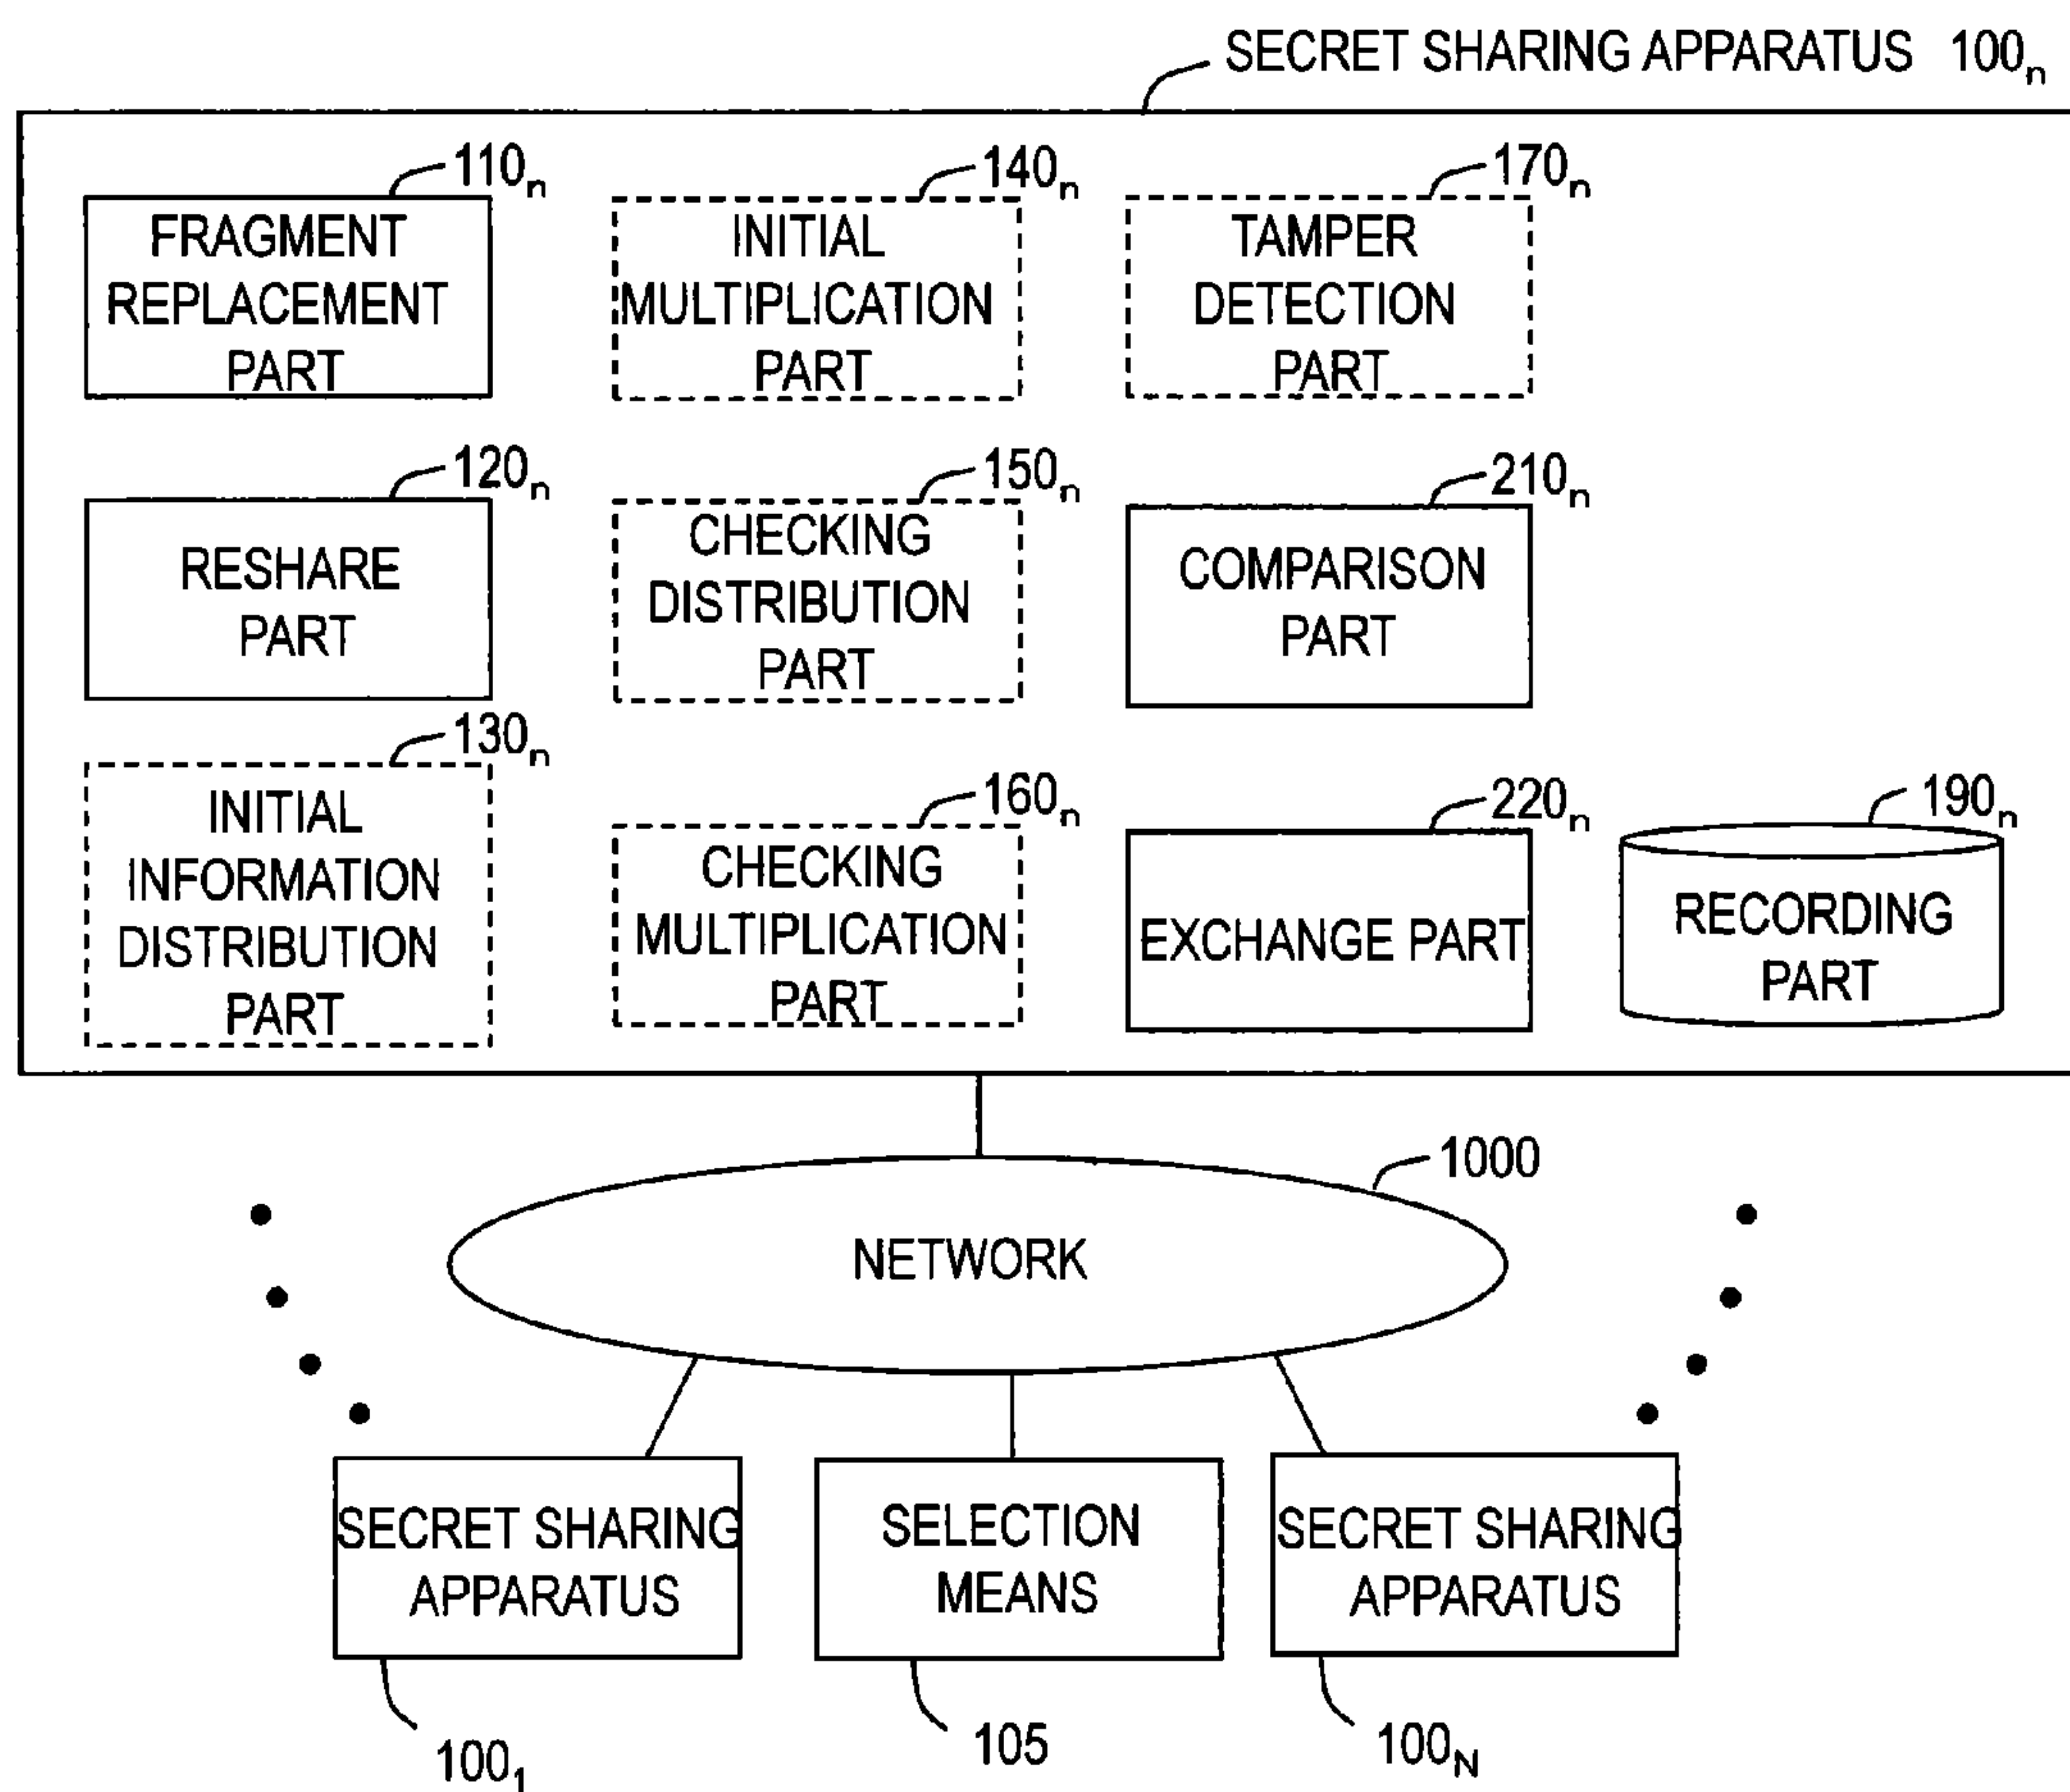 SECRET SHARING APPARATUS 100n
110n
140n
170n
FRAGMENT
REPLACEMENT
PART
INITIAL
MULTIPLICATION
PART
TAMPER
DETECTION
PART
120n
150n
210n
RESHARE
PART
CHECKING
DISTRIBUTION
PART
COMPARISON
PART
130n
160n
220n
190n
INITIAL
INFORMATION
DISTRIBUTION
PART
CHECKING
MULTIPLICATION
PART
EXCHANGE PART
RECORDING
PART
1000
NETWORK
SECRET SHARING
APPARATUS
SELECTION
MEANS
SECRET SHARING
APPARATUS
1001
105
100N